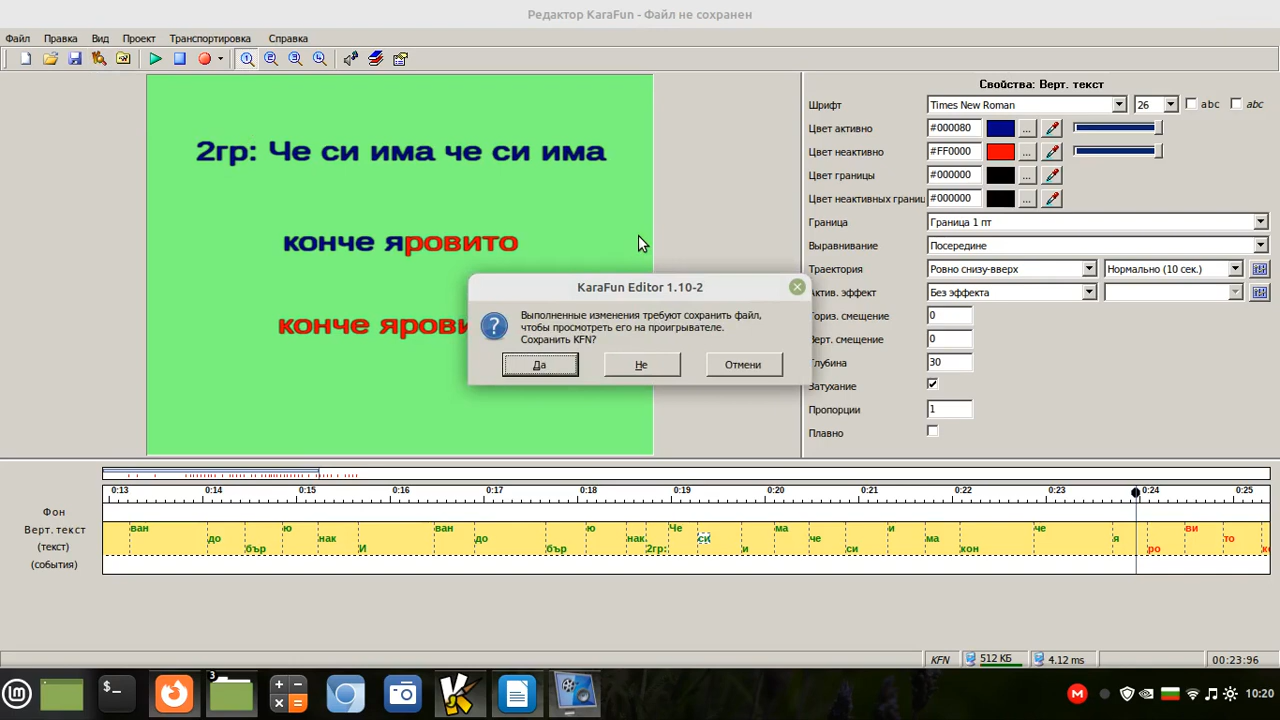 Редактор KaraFun - Файл не сохранен
Файл Правка Вид Проект Транспортировка Справка
1 2 3 4
2гр: Че си има че си има
конче яровито
конче ярови
Свойства: Верт. текст
Шрифт Times New Roman 26 abc abc
Цвет активно #000080 ...
Цвет неактивно #FF0000 ...
Цвет границы #000000 ...
Цвет неактивных границ #000000 ...
Граница Граница 1 пт
Выравнивание Посередине
Траектория Ровно снизу-вверх Нормально (10 сек.)
Актив. эффект Без эффекта
Гориз. смещение 0
Верт. смещение 0
Глубина 30
Затухание
Пропорции 1
Плавно
KaraFun Editor 1.10-2
Выполненные изменения требуют сохранить файл,
чтобы просмотреть его на проигрывателе.
Сохранить KFN?
Да Не Отмени
0:13 0:14 0:15 0:16 0:17 0:18 0:19 0:20 0:21 0:22 0:23 0:24 0:25
Фон
Верт.текст
(текст)
(события)
ван ю ван ю Че ма и че ви
до нак до нак си че ма я то
бър И бър 2гр: и си кон ро
KFN 512 КБ 4.12 ms 00:23:96
3
10:20